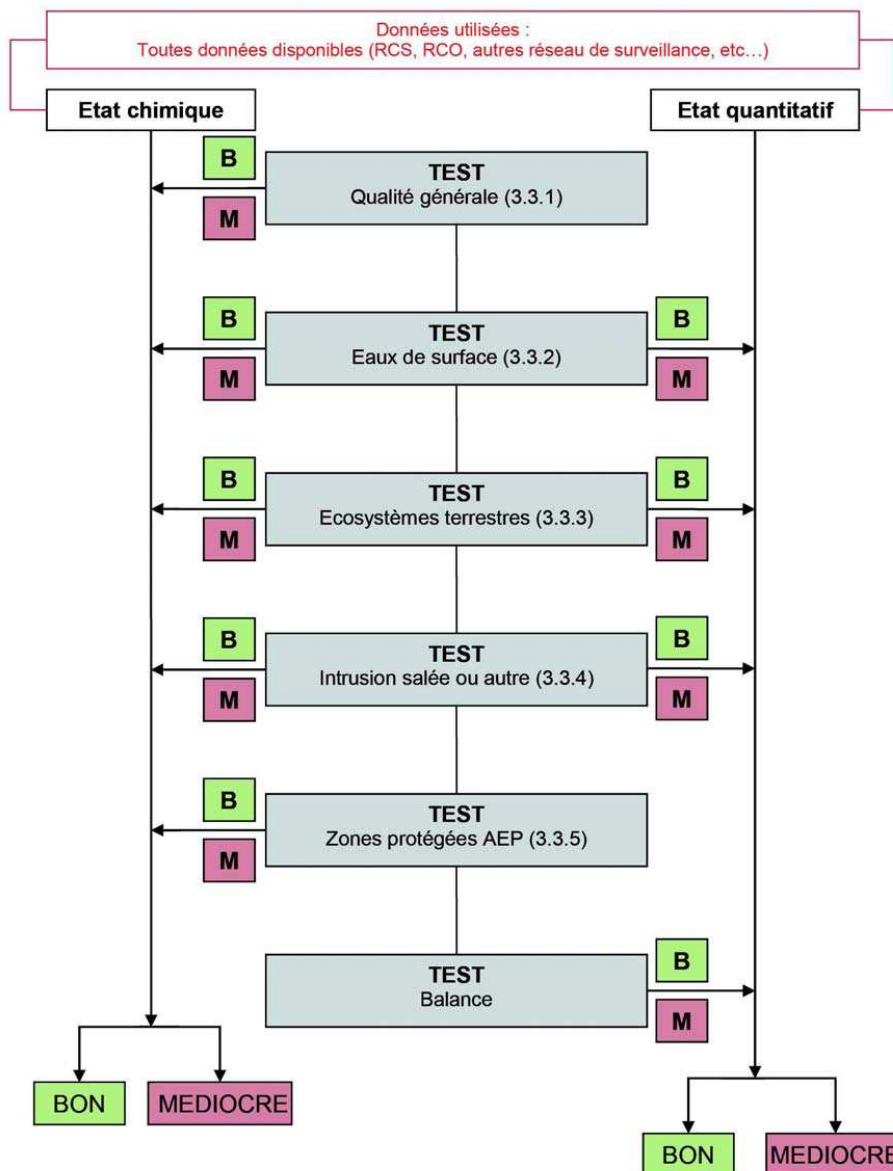 Données utilisées :
Toutes données disponibles (RCS, RCO, autres réseau de surveillance, etc…)
Etat chimique
Etat quantitatif
B
TEST
Qualité générale (3.3.1)
M
B
TEST
Eaux de surface (3.3.2)
B
M
M
B
TEST
Ecosystèmes terrestres (3.3.3)
B
M
M
B
TEST
Intrusion salée ou autre (3.3.4)
B
M
M
B
TEST
Zones protégées AEP (3.3.5)
M
TEST
Balance
B
M
BON
MEDIOCRE
BON
MEDIOCRE